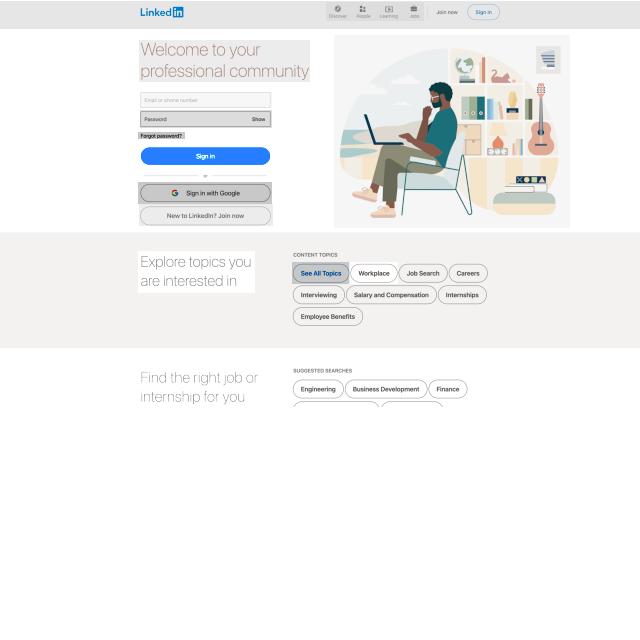 LinkedIn
Discover People Learning Jobs Join now Sign in
Welcome to your
professional community
Email or phone number
Password Show
Forgot password?
Sign in
or
Sign in with Google
New to LinkedIn? Join now
Explore topics you
are interested in
CONTENT TOPICS
See All Topics Workplace Job Search Careers
Interviewing Salary and Compensation Internships
Employee Benefits
Find the right job or
internship for you
SUGGESTED SEARCHES
Engineering Business Development Finance